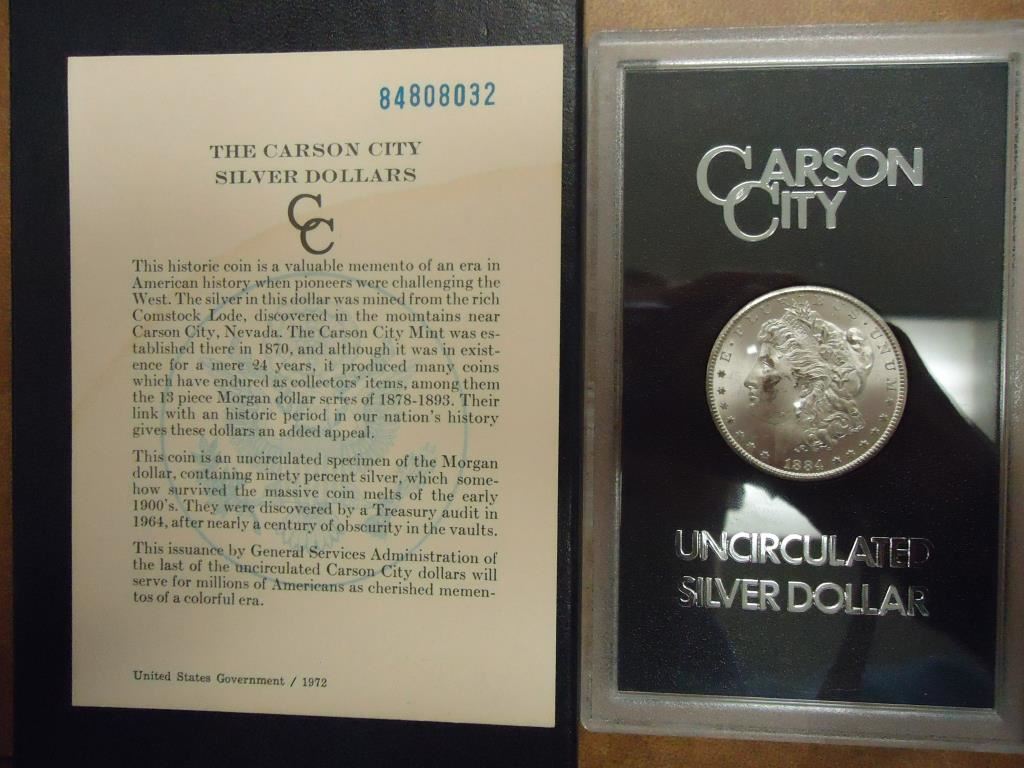 84808032
THE CARSON CITY
SILVER DOLLARS
CC
This historic coin is a valuable memento of an era in
American history when pioneers were challenging the
West. The silver in this dollar was mined from the rich
Comstock Lode, discovered in the mountains near
Carson City, Nevada. The Carson City Mint was es-
tablished there in 1870, and although it was in exist-
ence for a mere 24 years, it produced many coins
which have endured as collectors' items, among them
the 13 piece Morgan dollar series of 1878-1893. Their
link with an historic period in our nation's history
gives these dollars an added appeal.
This coin is an uncirculated specimen of the Morgan
dollar, containing ninety percent silver, which some-
how survived the massive coin melts of the early
1900's. They were discovered by a Treasury audit in
1964, after nearly a century of obscurity in the vaults.
This issuance by General Services Administration of
the last of the uncirculated Carson City dollars will
serve for millions of Americans as cherished memen-
tos of a colorful era.
United States Government / 1972
CARSON
CITY
E·PLURIBUS·UNUM
1884
UNCIRCULATED
SILVER DOLLAR